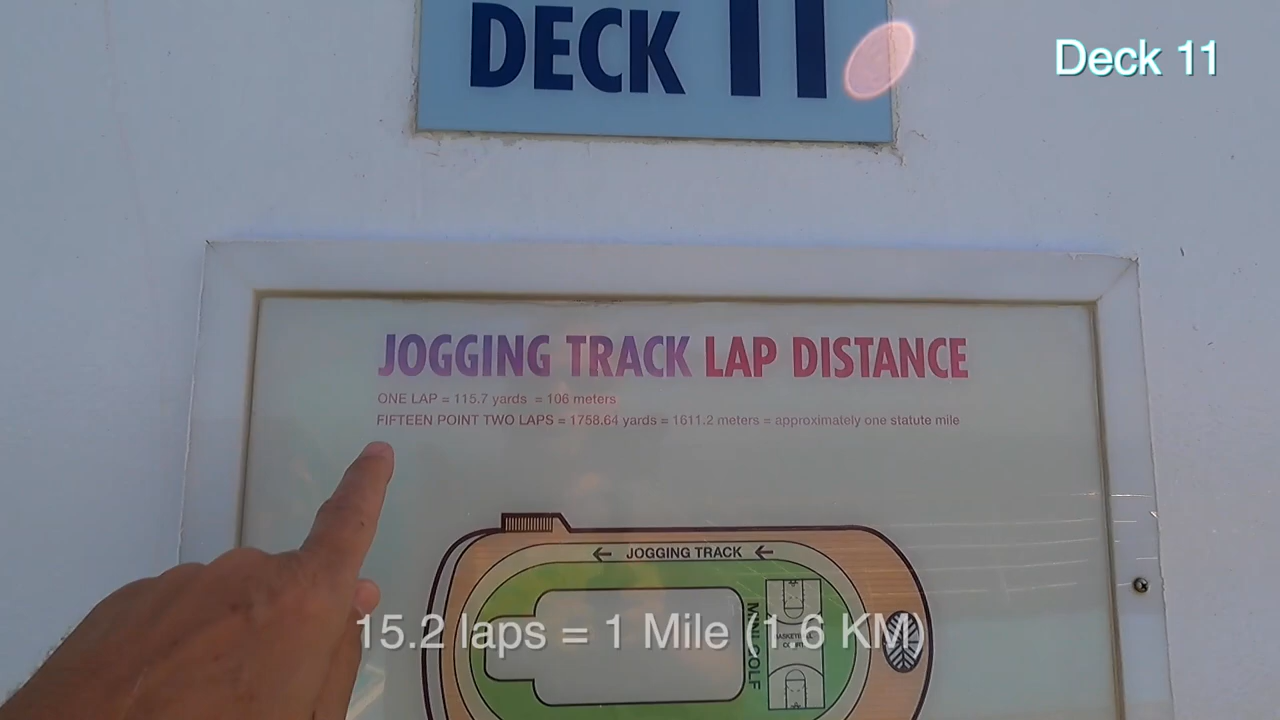 DECK 11
Deck 11
JOGGING TRACK LAP DISTANCE
ONE LAP = 115.7 yards = 106 meters
FIFTEEN POINT TWO LAPS = 1758.64 yards = 1611.2 meters = approximately one statute mile
← JOGGING TRACK ←
MINI GOLF
BASKETBALL
COURT
15.2 laps = 1 Mile (1.6 KM)